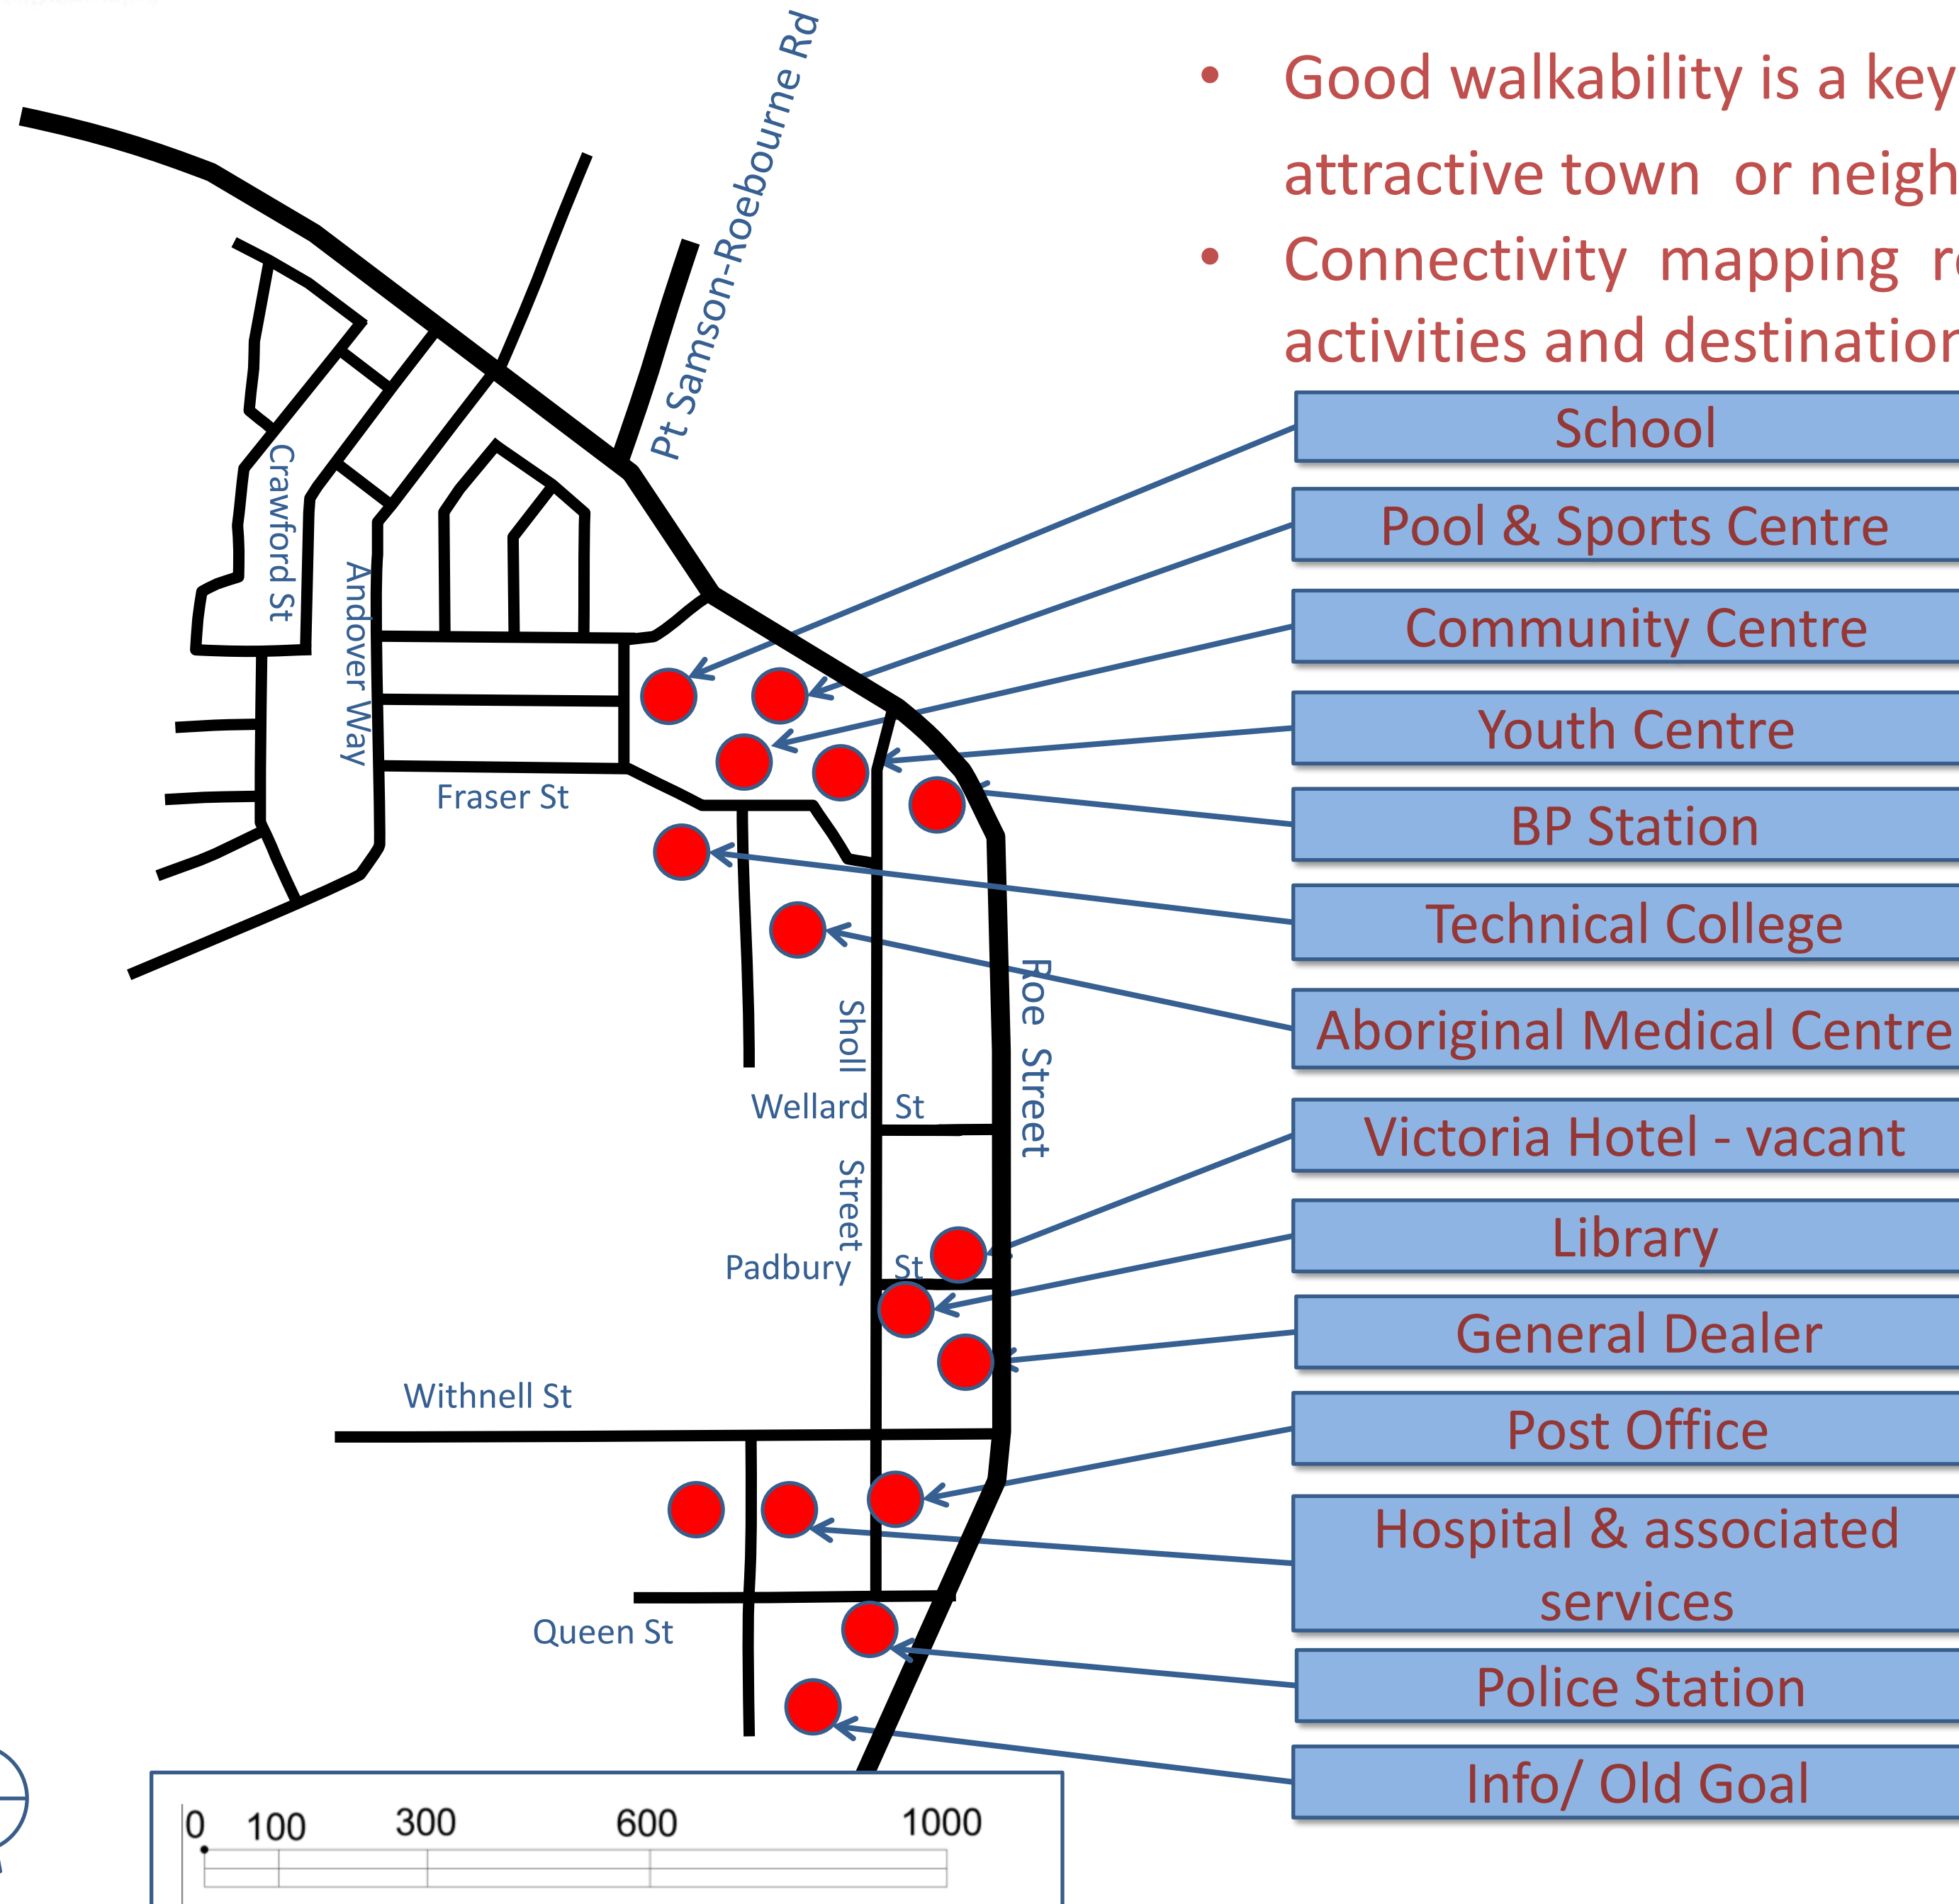 Pt Samson-Roebourne Rd
• Good walkability is a key
attractive town or neigh
• Connectivity mapping re
activities and destination
School
Pool & Sports Centre
Community Centre
Youth Centre
BP Station
Technical College
Aboriginal Medical Centre
Victoria Hotel - vacant
Library
General Dealer
Post Office
Hospital & associated
services
Police Station
Info/ Old Goal
Crawford St
Andover Way
Fraser St
Roe Street
Sholl Street
Wellard St
Padbury St
Withnell St
Queen St
0 100 300 600 1000